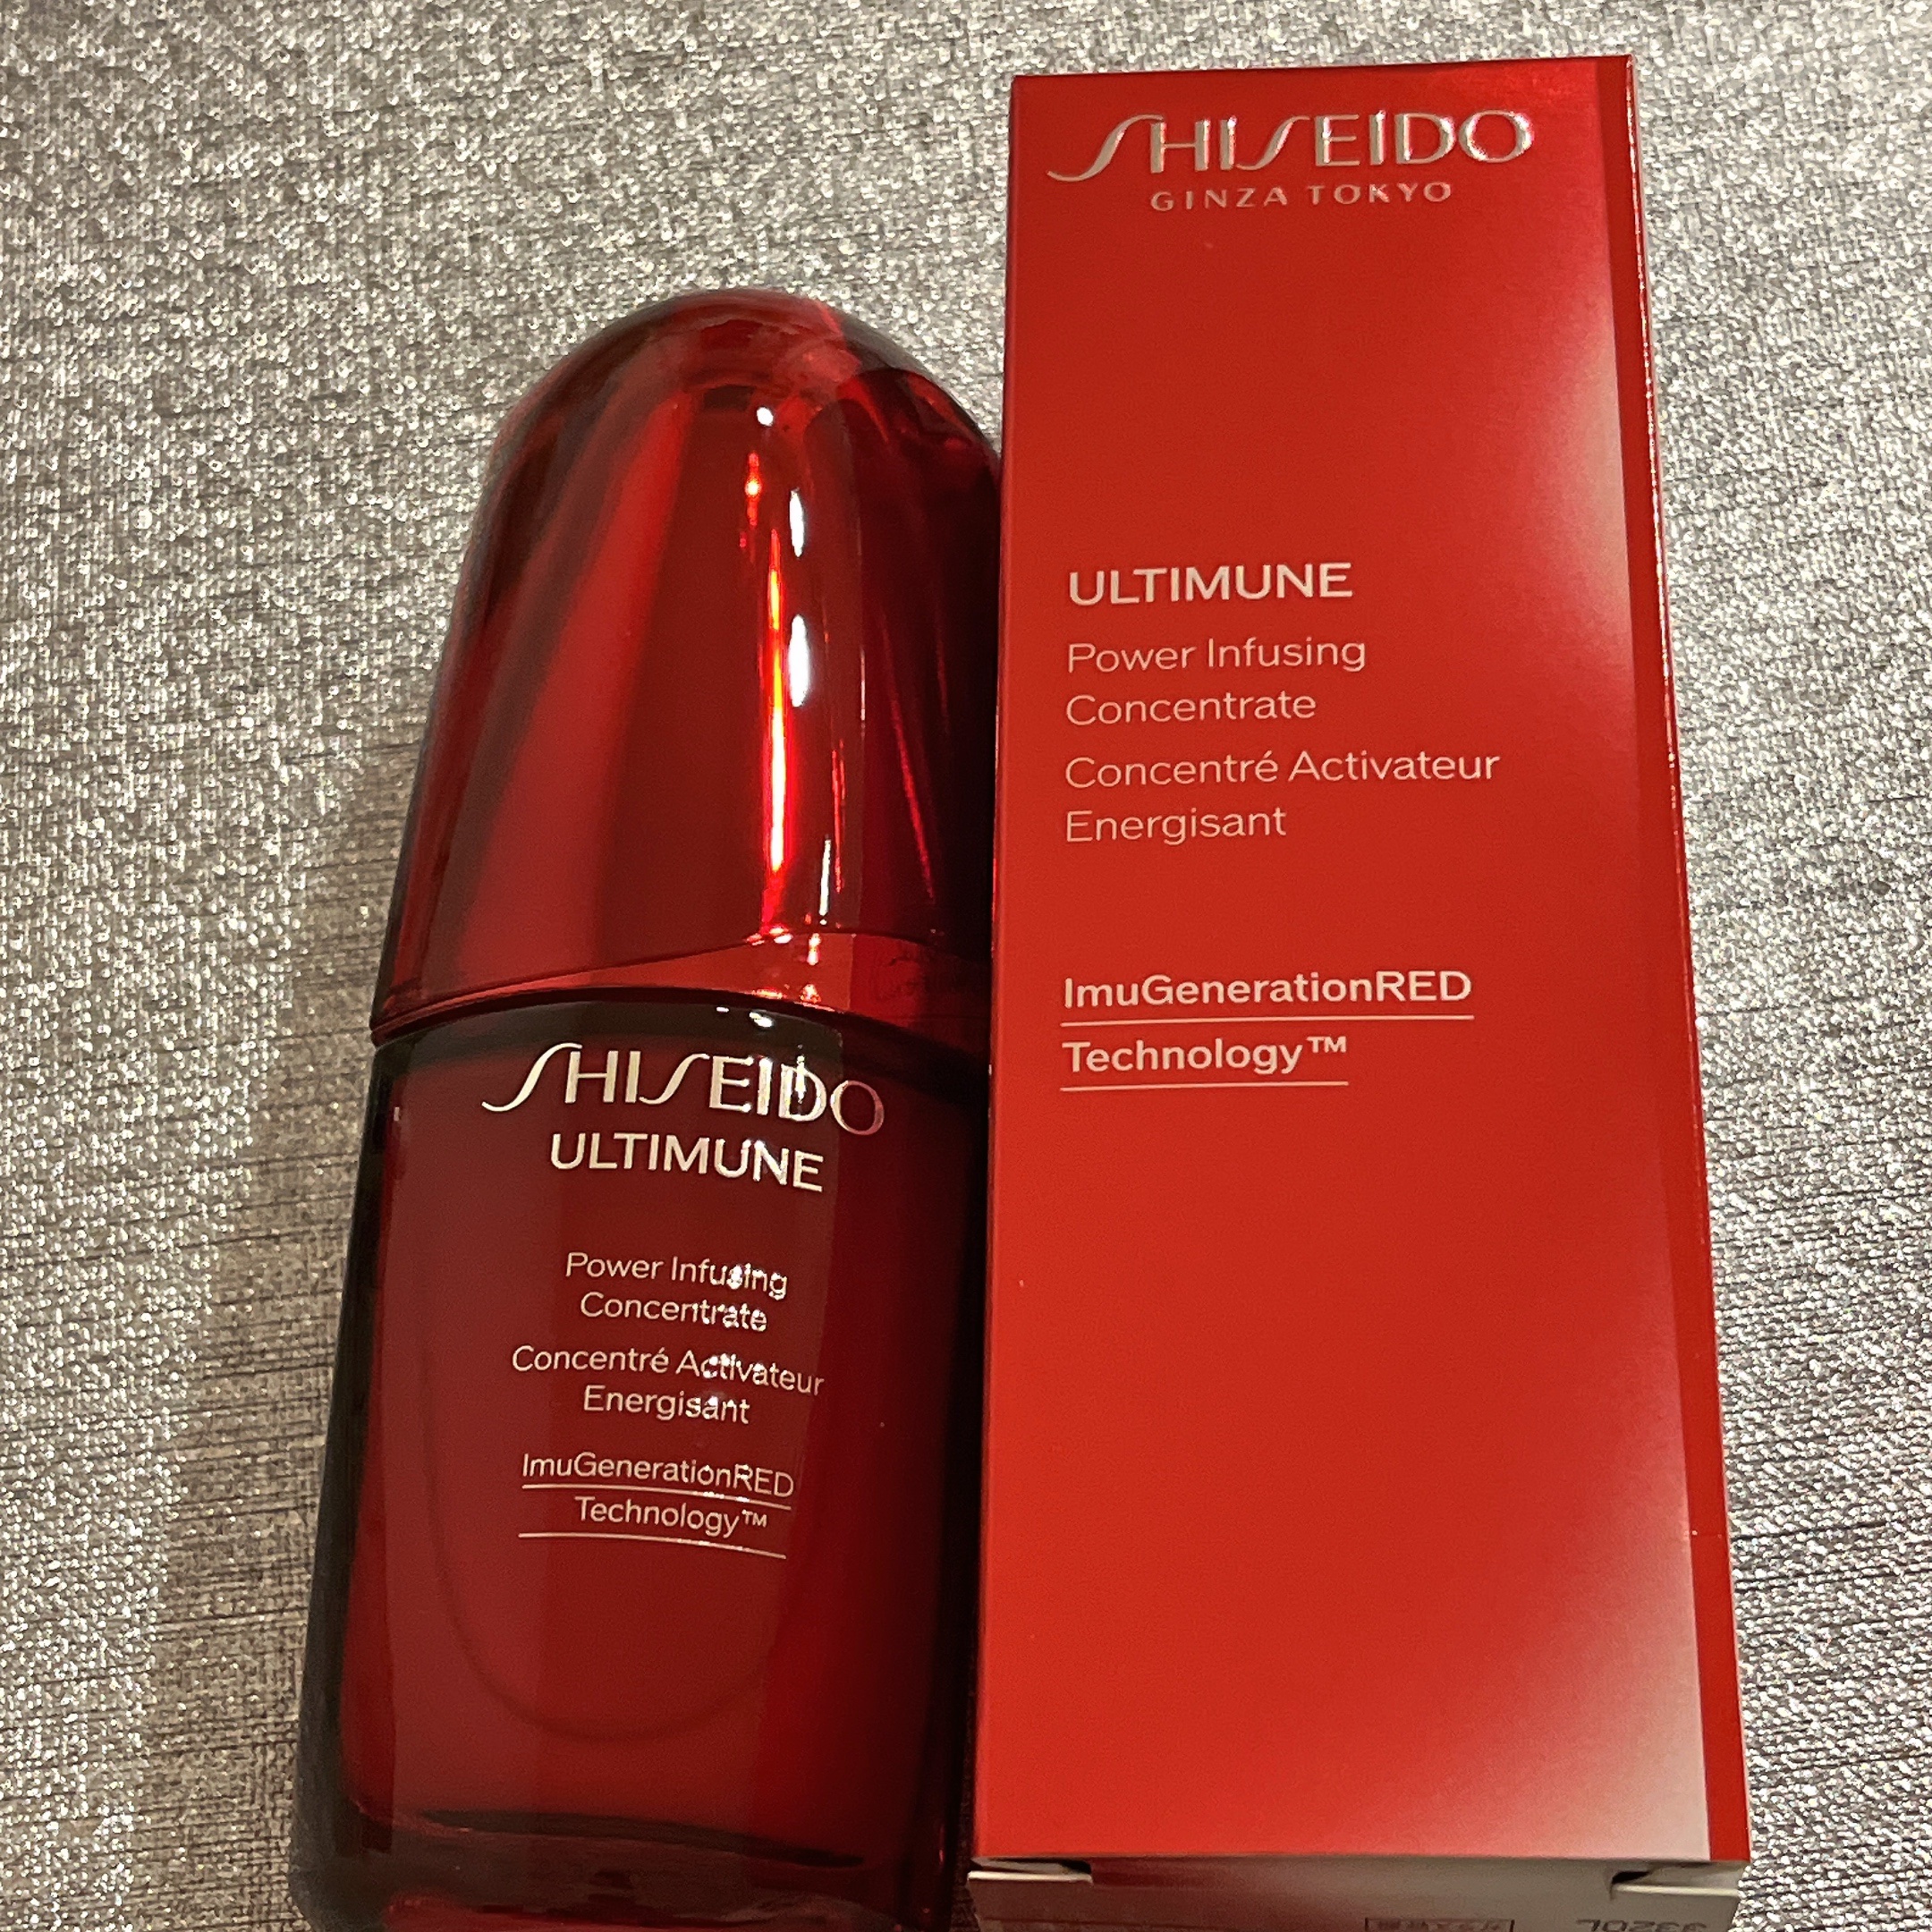 SHISEIDO
GINZA TOKYO
ULTIMUNE
Power Infusing
Concentrate
Concentré Activateur
Energisant
ImuGenerationRED
Technology™
SHISEIDO
ULTIMUNE
Power Infusing
Concentrate
Concentré Activateur
Energisant
ImuGenerationRED
Technology™